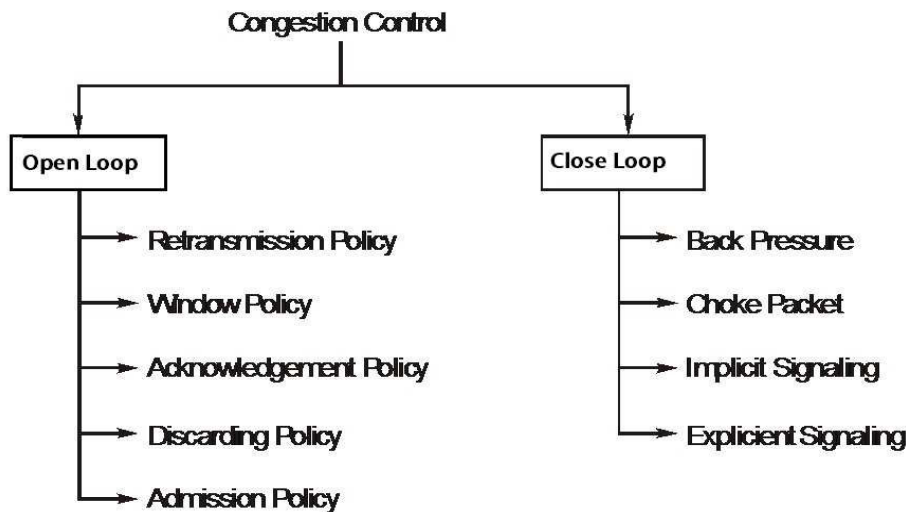 Congestion Control
Open Loop
Close Loop
Retransmission Policy
Back Pressure
Window Policy
Choke Packet
Acknowledgement Policy
Implicit Signaling
Discarding Policy
Explicient Signaling
Admission Policy